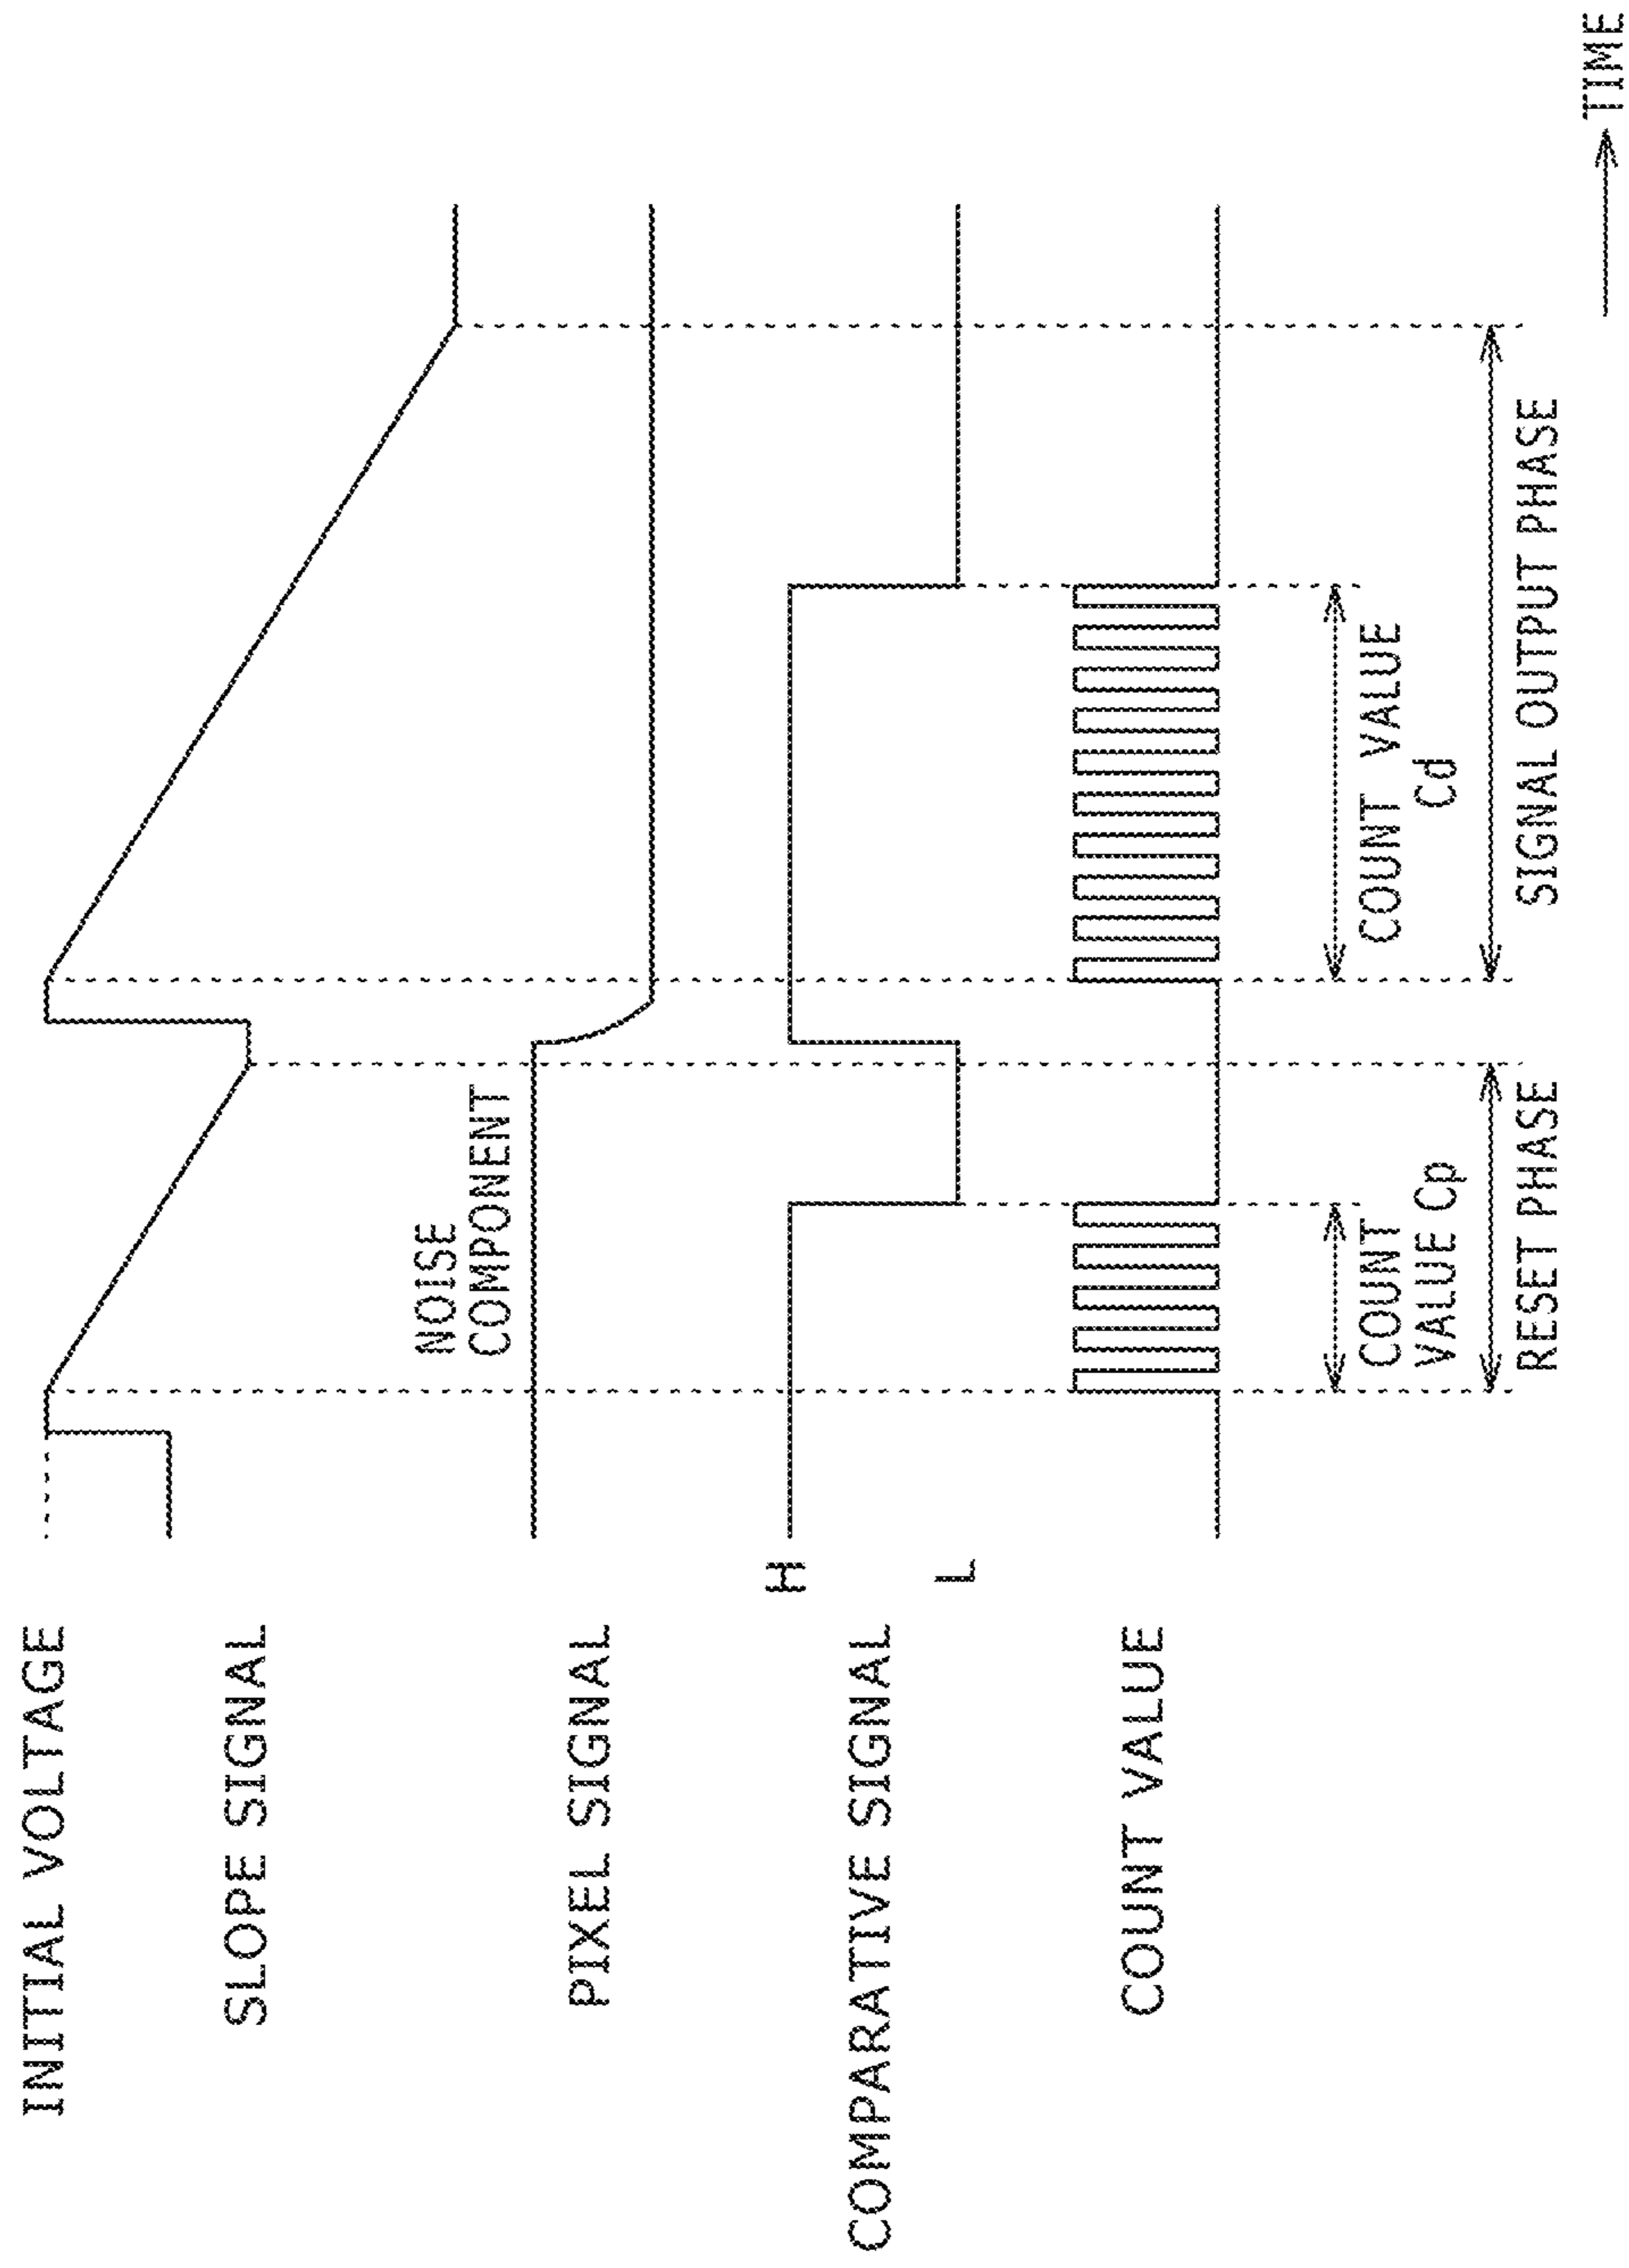 INITIAL VOLTAGE
SLOPE SIGNAL
NOISE
COMPONENT
PIXEL SIGNAL
H
COMPARATIVE SIGNAL
L
COUNT VALUE
COUNT
VALUE Cp
COUNT VALUE
Cd
RESET PHASE
SIGNAL OUTPUT PHASE
TIME